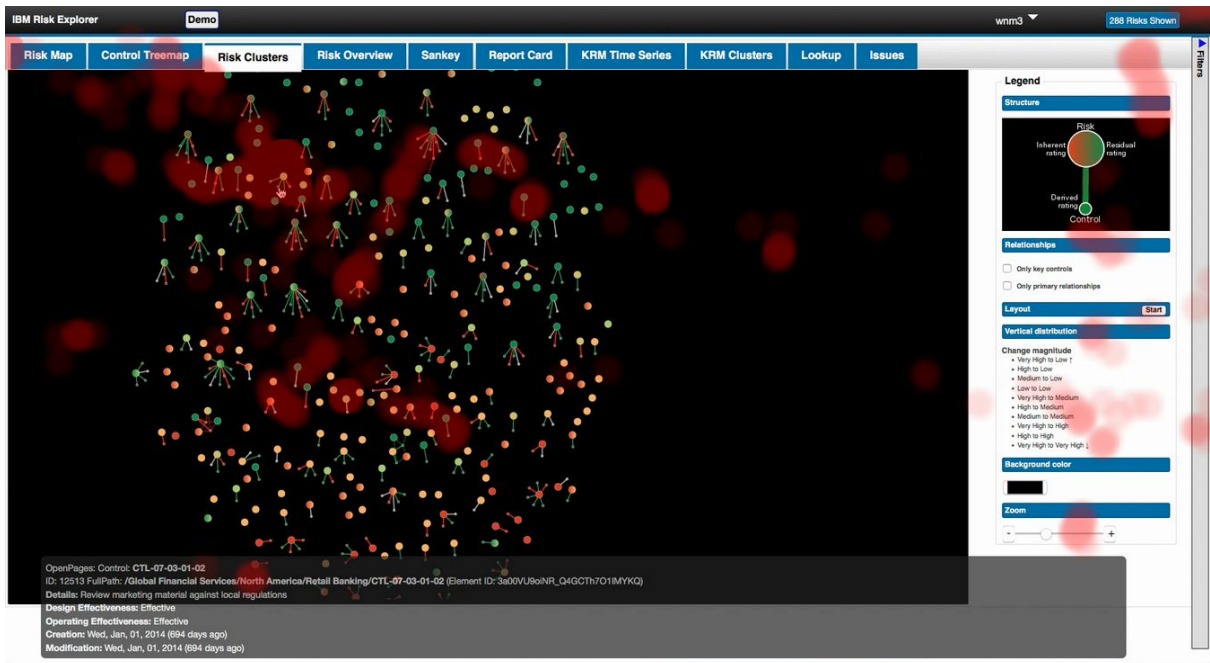 IBM Risk Explorer
Demo
wnm3
288 Risks Shown
Risk Map
Control Treemap
Risk Clusters
Risk Overview
Sankey
Report Card
KRM Time Series
KRM Clusters
Lookup
Issues
Filters
Legend
Structure
Risk
Inherent rating
Residual rating
Derived rating
Control
Relationships
Only key controls
Only primary relationships
Layout
Start
Vertical distribution
Change magnitude
• Very High to Low ↑
• High to Low
• Medium to Low
• Low to Low
• Very High to Medium
• High to Medium
• Medium to Medium
• Very High to High
• High to High
• Very High to Very High ↓
Background color
Zoom
- +
OpenPages: Control: CTL-07-03-01-02
ID: 12513 FullPath: /Global Financial Services/North America/Retail Banking/CTL-07-03-01-02 (Element ID: 3a00VU9oiNR_Q4GCTh7O1IMYKQ)
Details: Review marketing material against local regulations
Design Effectiveness: Effective
Operating Effectiveness: Effective
Creation: Wed, Jan, 01, 2014 (694 days ago)
Modification: Wed, Jan, 01, 2014 (694 days ago)